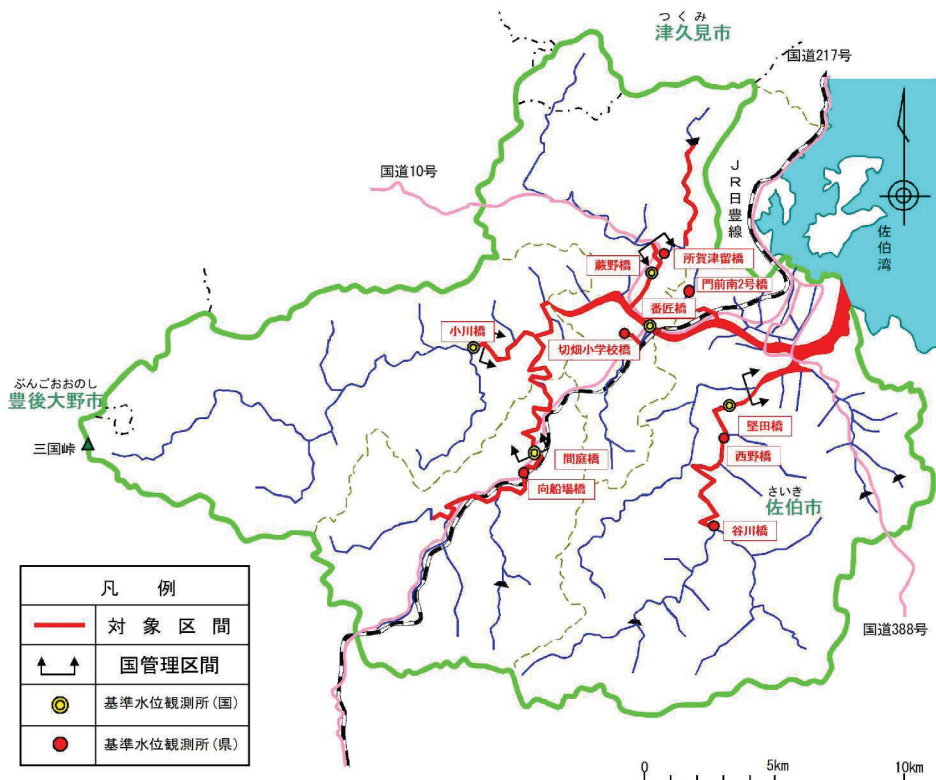 つくみ
津久見市
国道217号
国道10号
JR日豊線
佐伯湾
蕨野橋
所賀津留橋
門前南2号橋
番匠橋
小川橋
切畑小学校橋
ぶんごおおのし
豊後大野市
三国峠
堅田橋
間庭橋
西野橋
向船場橋
さいき
佐伯市
谷川橋
国道388号
凡 例
対象区間
国管理区間
基準水位観測所(国)
基準水位観測所(県)
0 5km 10km